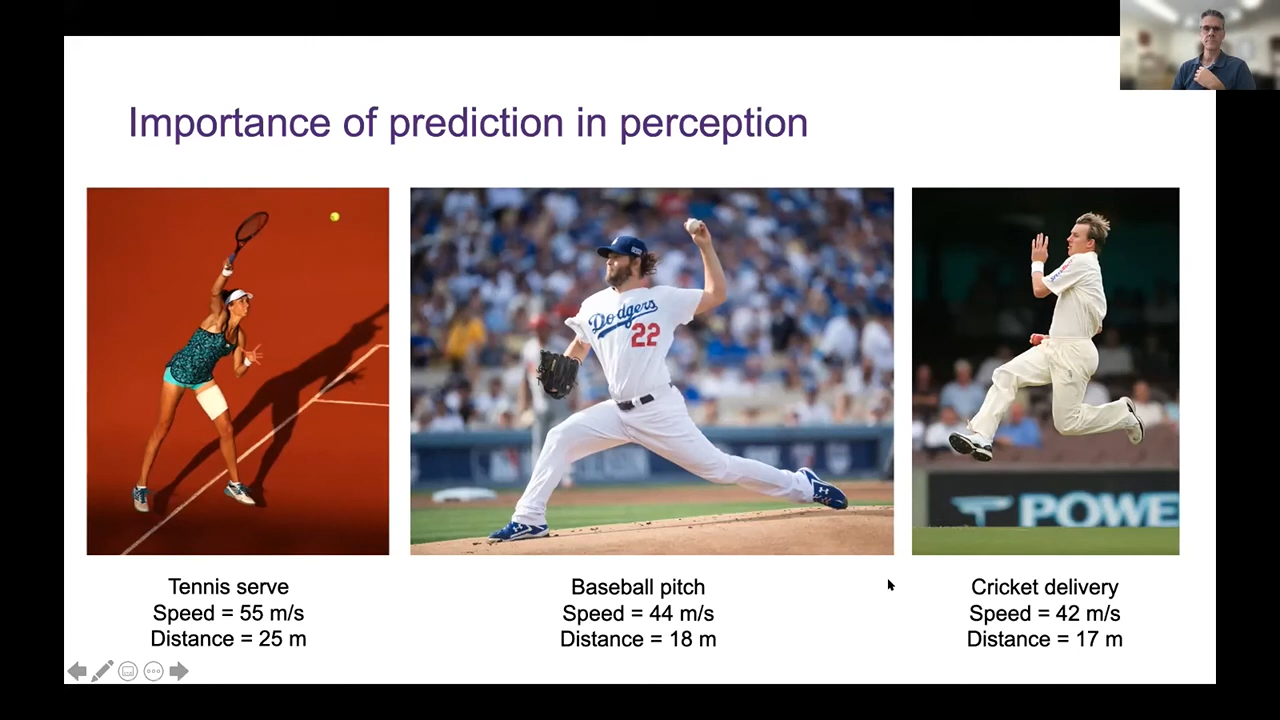 Importance of prediction in perception
Dodgers
22
POWE
Tennis serve
Speed = 55 m/s
Distance = 25 m
Baseball pitch
Speed = 44 m/s
Distance = 18 m
Cricket delivery
Speed = 42 m/s
Distance = 17 m